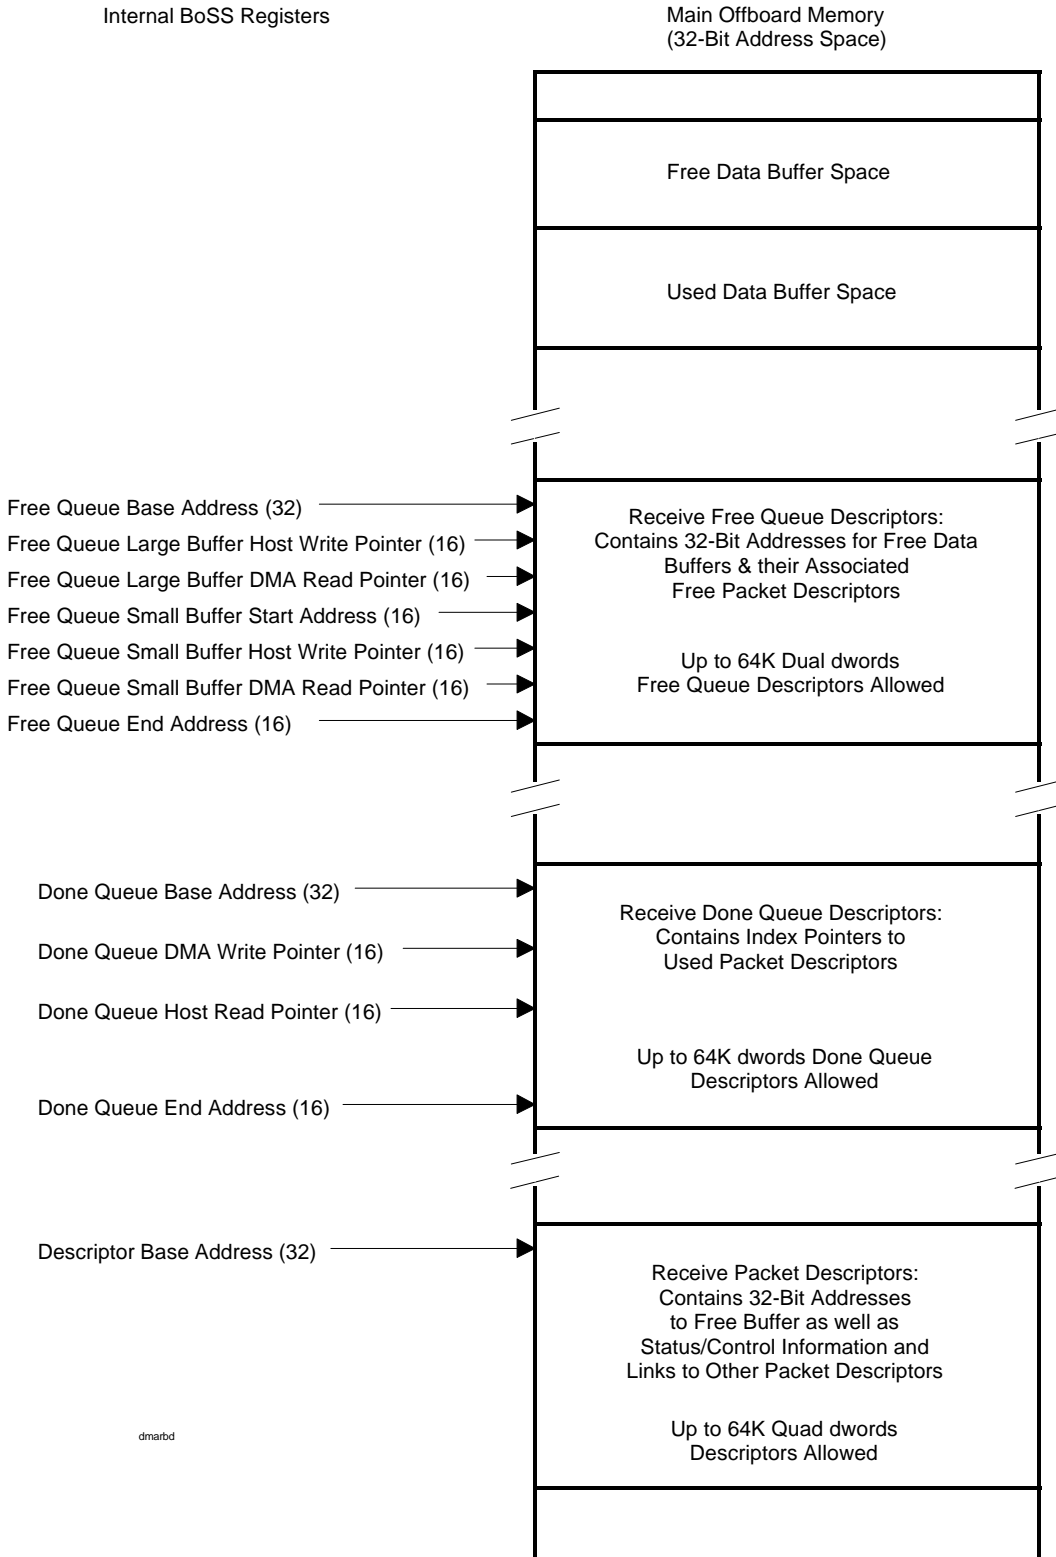 Internal BoSS Registers
Main Offboard Memory
(32-Bit Address Space)
Free Data Buffer Space
Used Data Buffer Space
Free Queue Base Address (32)
Free Queue Large Buffer Host Write Pointer (16)
Free Queue Large Buffer DMA Read Pointer (16)
Free Queue Small Buffer Start Address (16)
Free Queue Small Buffer Host Write Pointer (16)
Free Queue Small Buffer DMA Read Pointer (16)
Free Queue End Address (16)
Receive Free Queue Descriptors:
Contains 32-Bit Addresses for Free Data
Buffers & their Associated
Free Packet Descriptors
Up to 64K Dual dwords
Free Queue Descriptors Allowed
Done Queue Base Address (32)
Done Queue DMA Write Pointer (16)
Done Queue Host Read Pointer (16)
Done Queue End Address (16)
Receive Done Queue Descriptors:
Contains Index Pointers to
Used Packet Descriptors
Up to 64K dwords Done Queue
Descriptors Allowed
Descriptor Base Address (32)
Receive Packet Descriptors:
Contains 32-Bit Addresses
to Free Buffer as well as
Status/Control Information and
Links to Other Packet Descriptors
Up to 64K Quad dwords
Descriptors Allowed
dmarbd